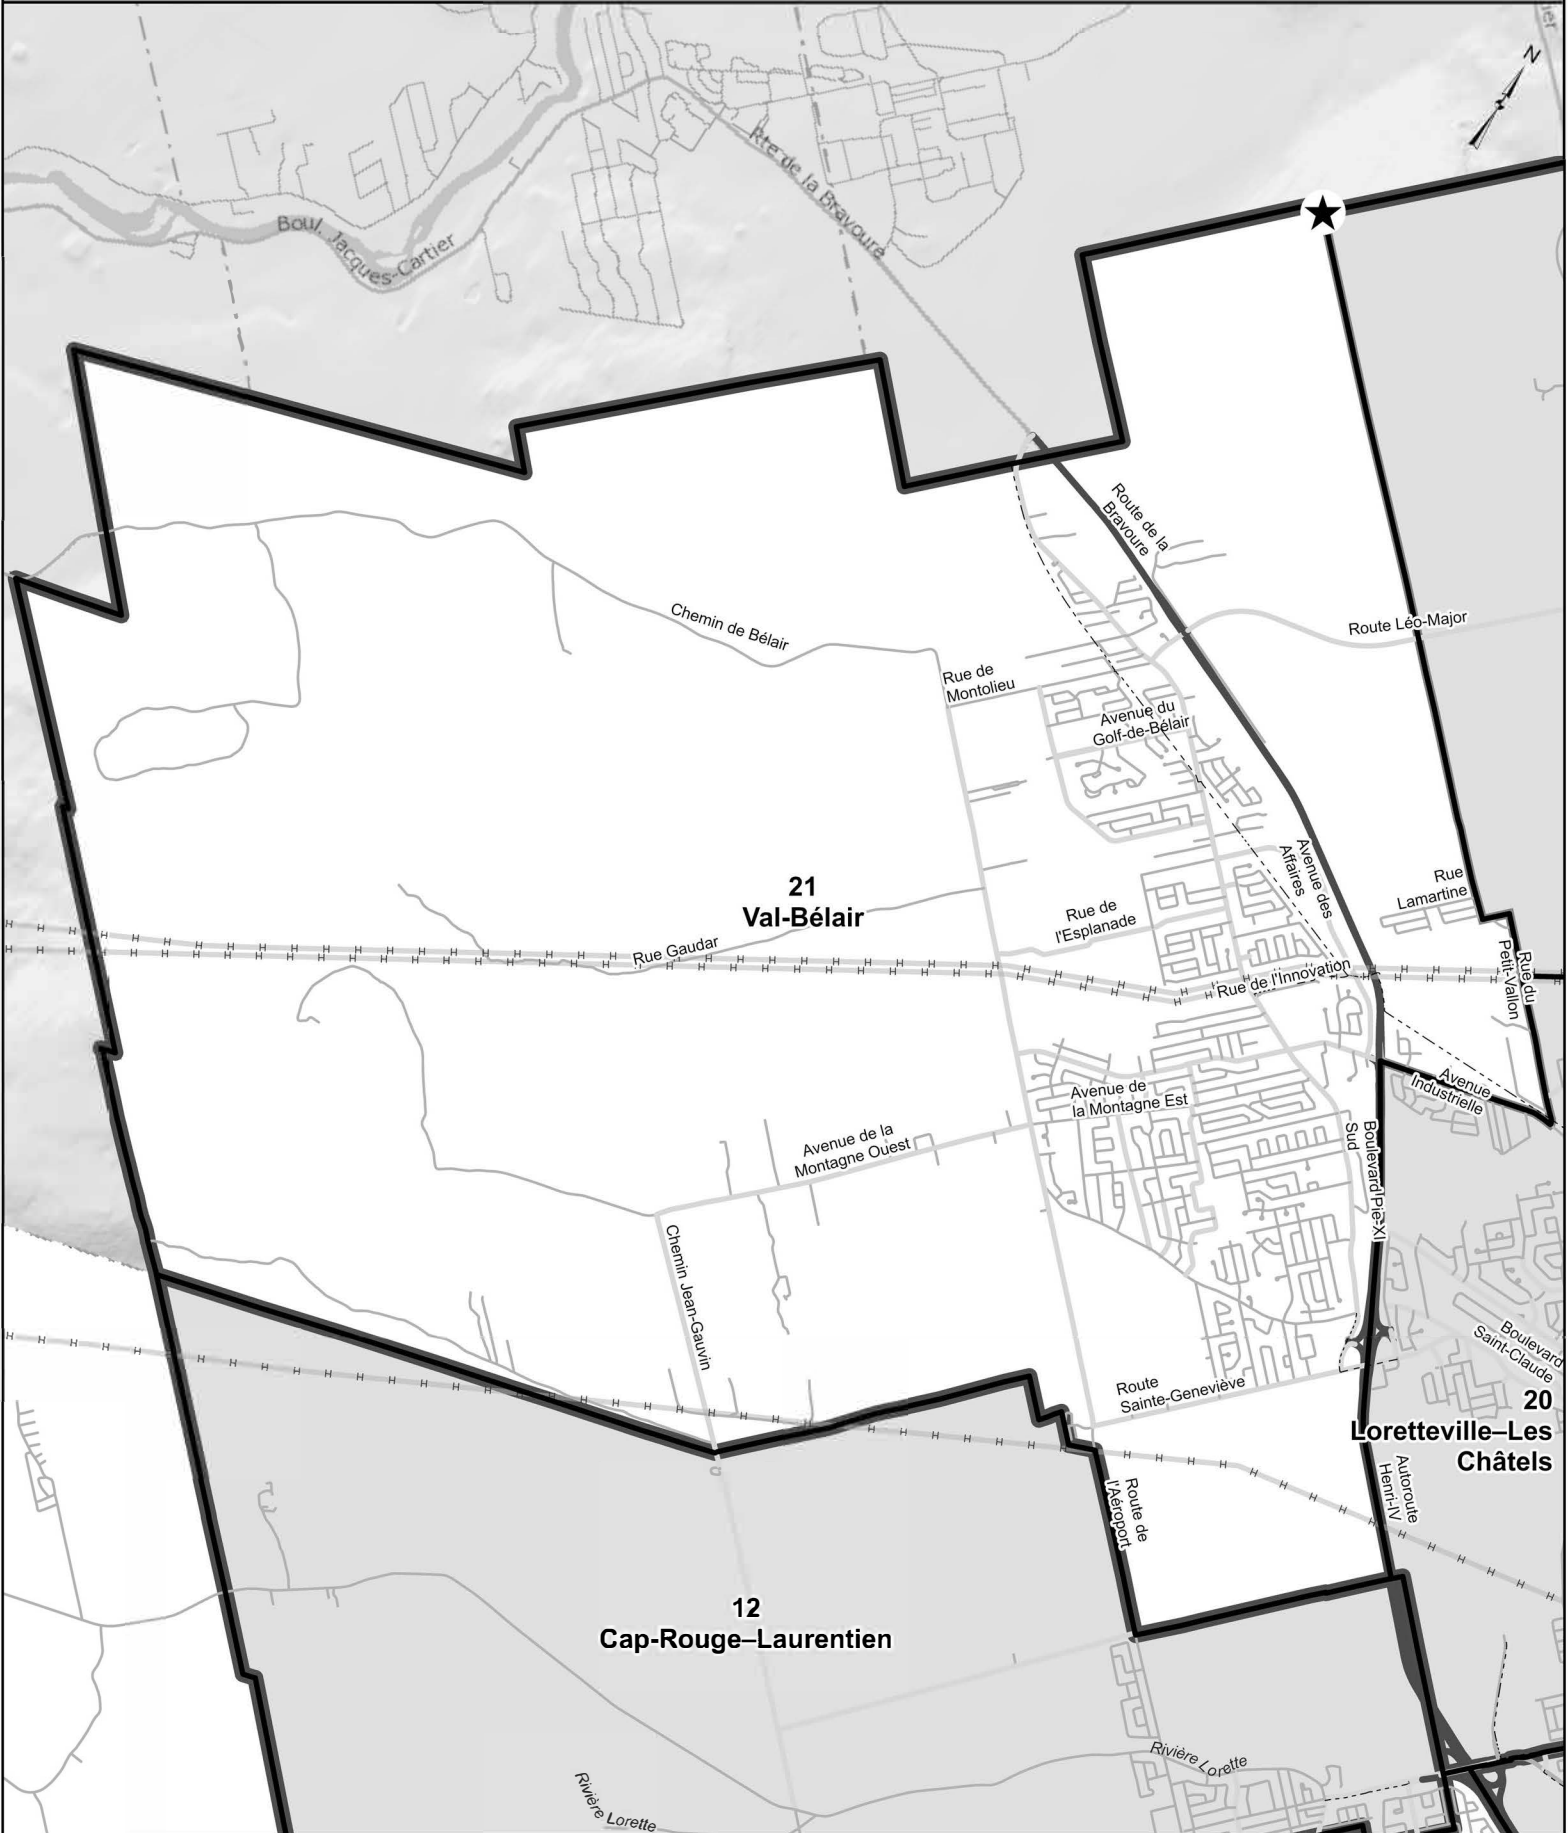 N
Rte de la Bravoure
Boul. Jacques-Cartier
Route de la
Bravoure
Chemin de Bélair
Route Léo-Major
Rue de
Montolieu
Avenue du
Golf-de-Bélair
Avenue des
Affaires
Rue
Lamartine
21
Val-Bélair
Rue de
l'Esplanade
Rue Gaudar
Rue de l'Innovation
Rue du
Petit-Vallon
Avenue
Industrielle
Avenue de
la Montagne Est
Avenue de la
Montagne Ouest
Boulevard Pie-XI
Sud
Chemin Jean-Gauvin
Boulevard
Saint-Claude
Route
Sainte-Geneviève
20
Loretteville–Les
Châtels
Autoroute
Henri-IV
Route de
l'Aéroport
12
Cap-Rouge–Laurentien
Rivière Lorette
Rivière Lorette